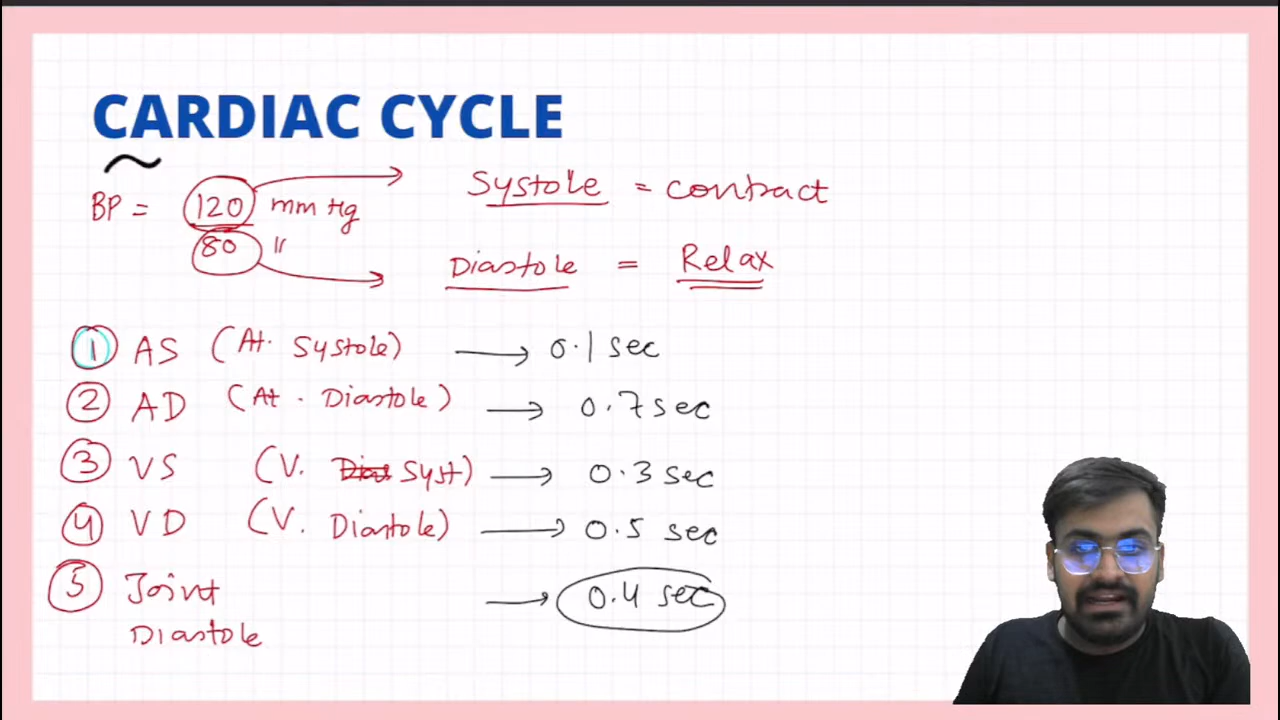 CARDIAC CYCLE
BP = 120 mm Hg Systole = contract
80 " Diastole = Relax
① AS (At. Systole) → 0.1 sec
② AD (At. Diastole) → 0.7 sec
③ VS (V. Diast Syst) → 0.3 sec
④ VD (V. Diastole) → 0.5 sec
⑤ Joint → 0.4 sec
Diastole